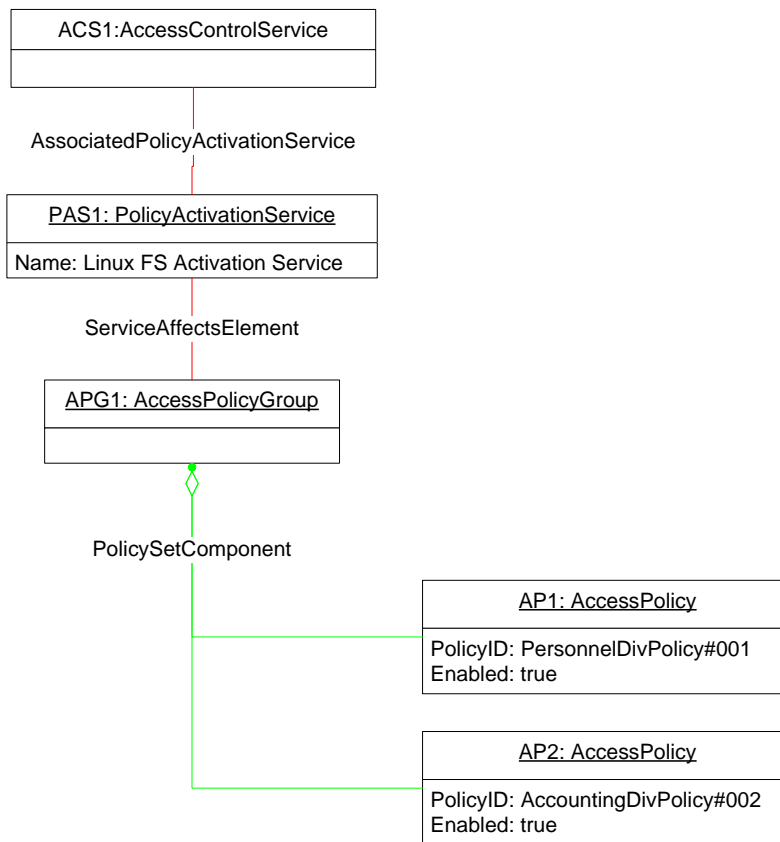 ACS1:AccessControlService
AssociatedPolicyActivationService
PAS1: PolicyActivationService
Name: Linux FS Activation Service
ServiceAffectsElement
APG1: AccessPolicyGroup
PolicySetComponent
AP1: AccessPolicy
PolicyID: PersonnelDivPolicy#001
Enabled: true
AP2: AccessPolicy
PolicyID: AccountingDivPolicy#002
Enabled: true